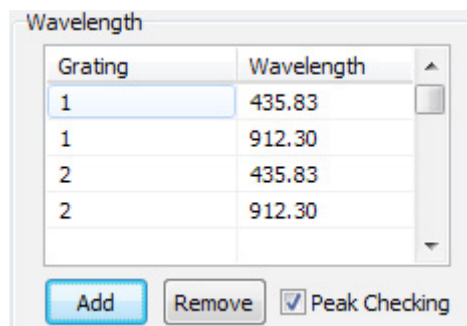 Wavelength
Grating Wavelength
1 435.83
1 912.30
2 435.83
2 912.30
Add Remove Peak Checking